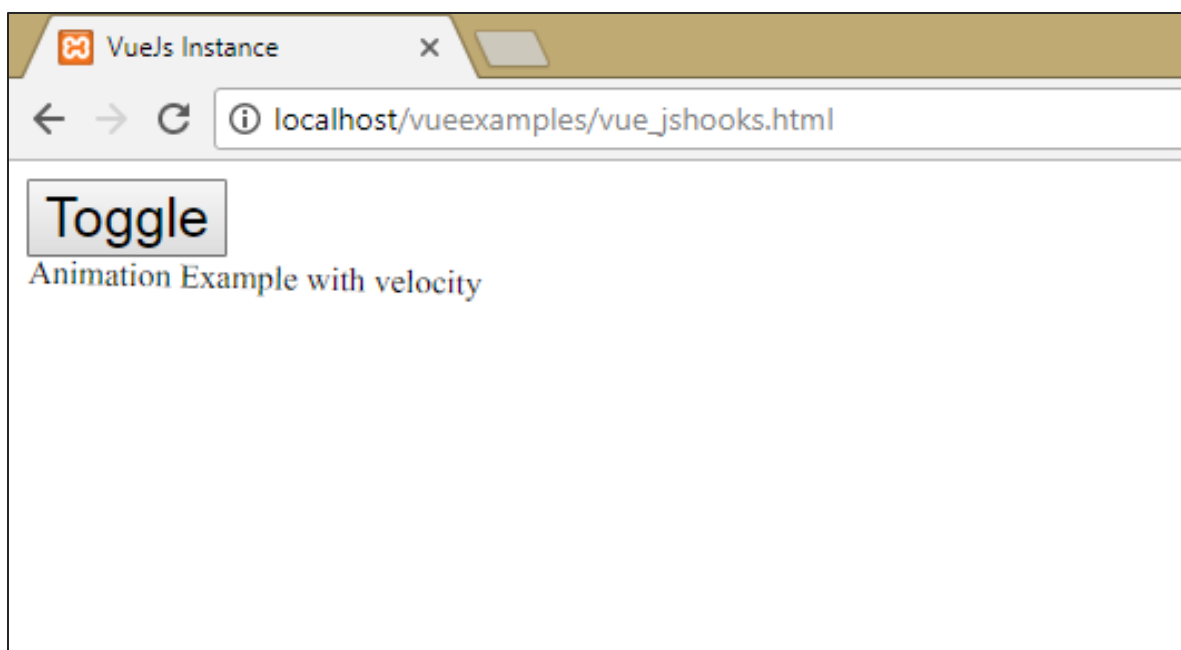 VueJs Instance
localhost/vueexamples/vue_jshooks.html
Toggle
Animation Example with velocity